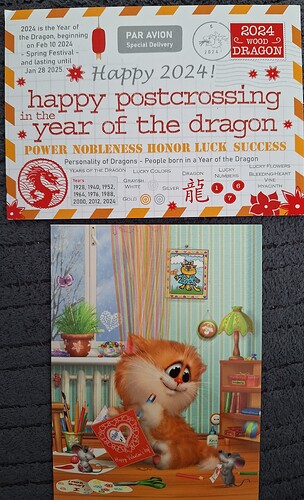 2024 is the Year of
the Dragon, beginning
on Feb 10 2024
- Spring Festival -
and lasting until
Jan 28 2025.
PAR AVION
Special Delivery
2024
WOOD
DRAGON
Happy 2024!
happy postcrossing
in the
year of the dragon
POWER NOBLENESS HONOR LUCK SUCCESS
Personality of Dragons - People born in a Year of the Dragon
Years of the Dragon
Years
1928, 1940, 1952,
1964, 1976, 1988,
2000, 2012, 2024
Lucky Colors
Grayish
White
Silver
Gold
Dragon
龍
Lucky
Numbers
1 6
7
Lucky Flowers
Bleeding-Heart
Vine
Hyacinth